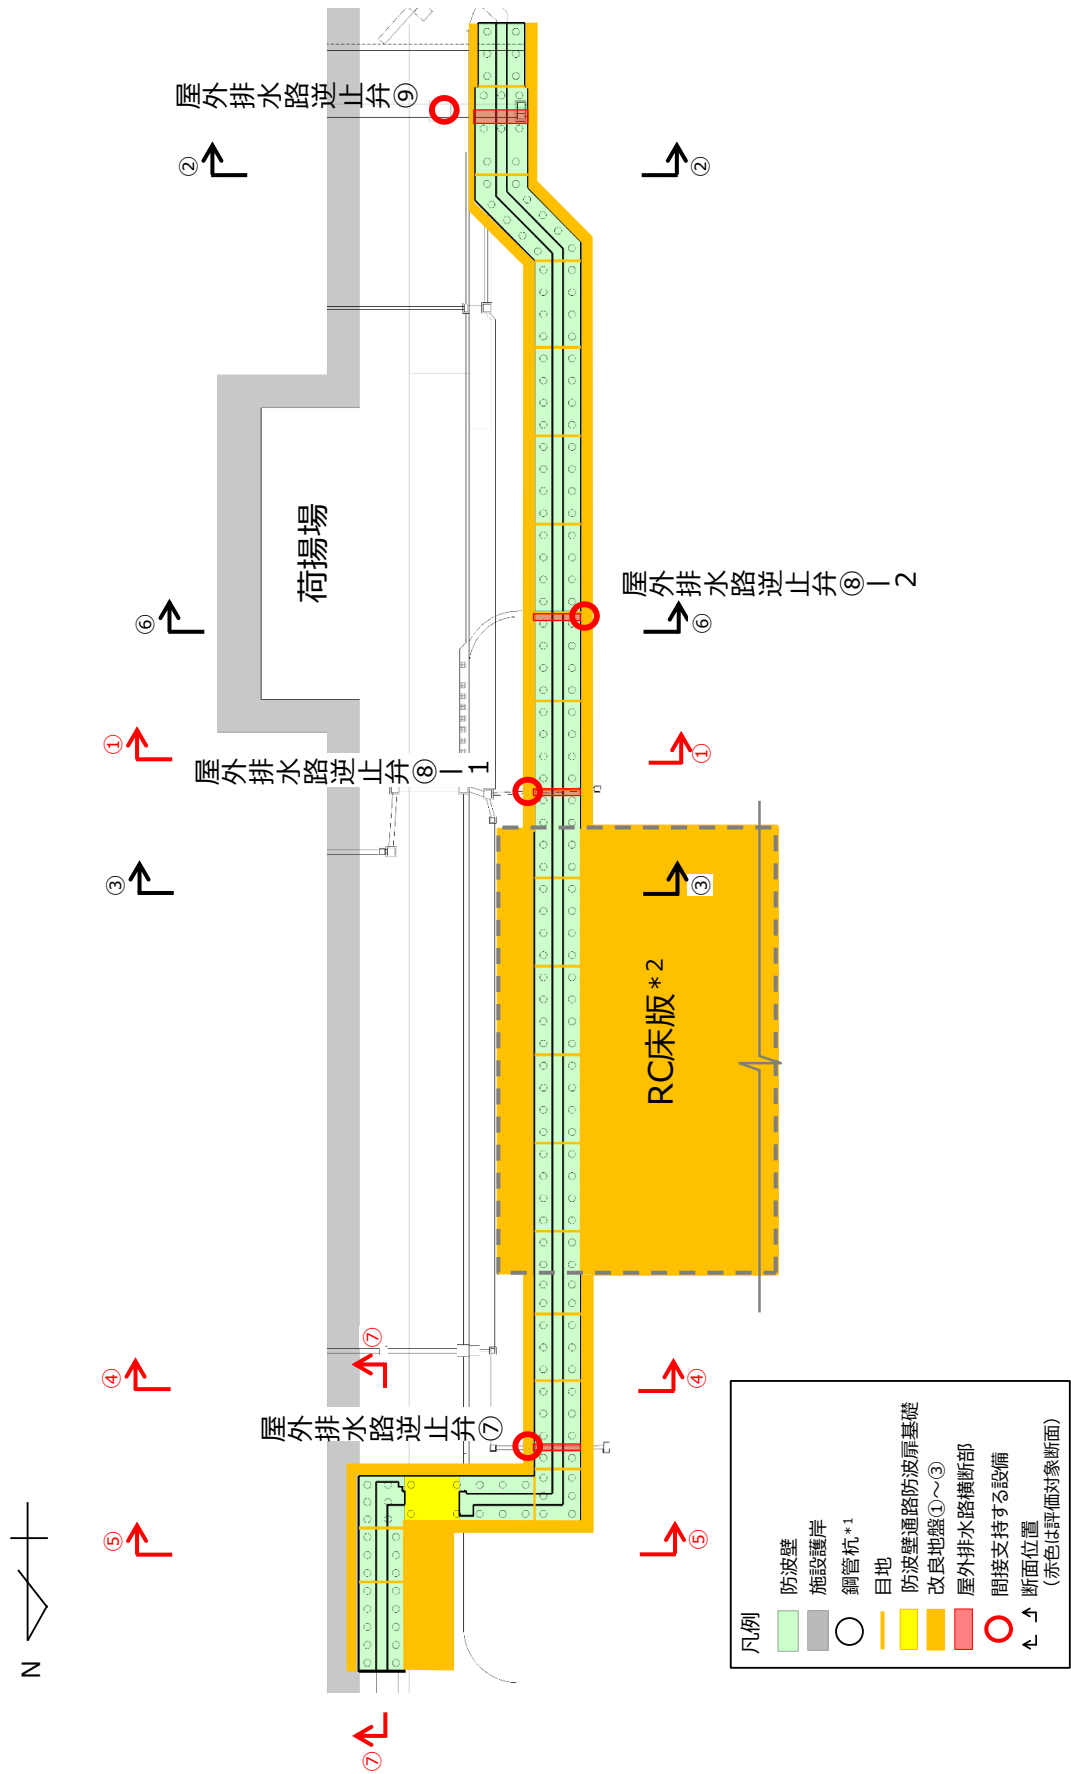 屋外排水路逆止弁⑨
②
②
荷揚場
屋外排水路逆止弁⑧ー2
⑥
⑥
①
①
屋外排水路逆止弁⑧ー1
③
③
RC床版*2
⑦
④
④
屋外排水路逆止弁⑦
⑤
⑤
⑦
N
凡例
防波壁
施設護岸
鋼管杭*1
目地
防波壁通路防波扉基礎
改良地盤①～③
屋外排水路横断部
間接支持する設備
断面位置
（赤色は評価対象断面）